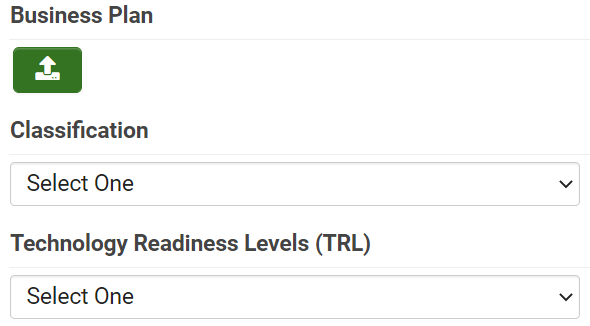 Business Plan
Classification
Select One
Technology Readiness Levels (TRL)
Select One